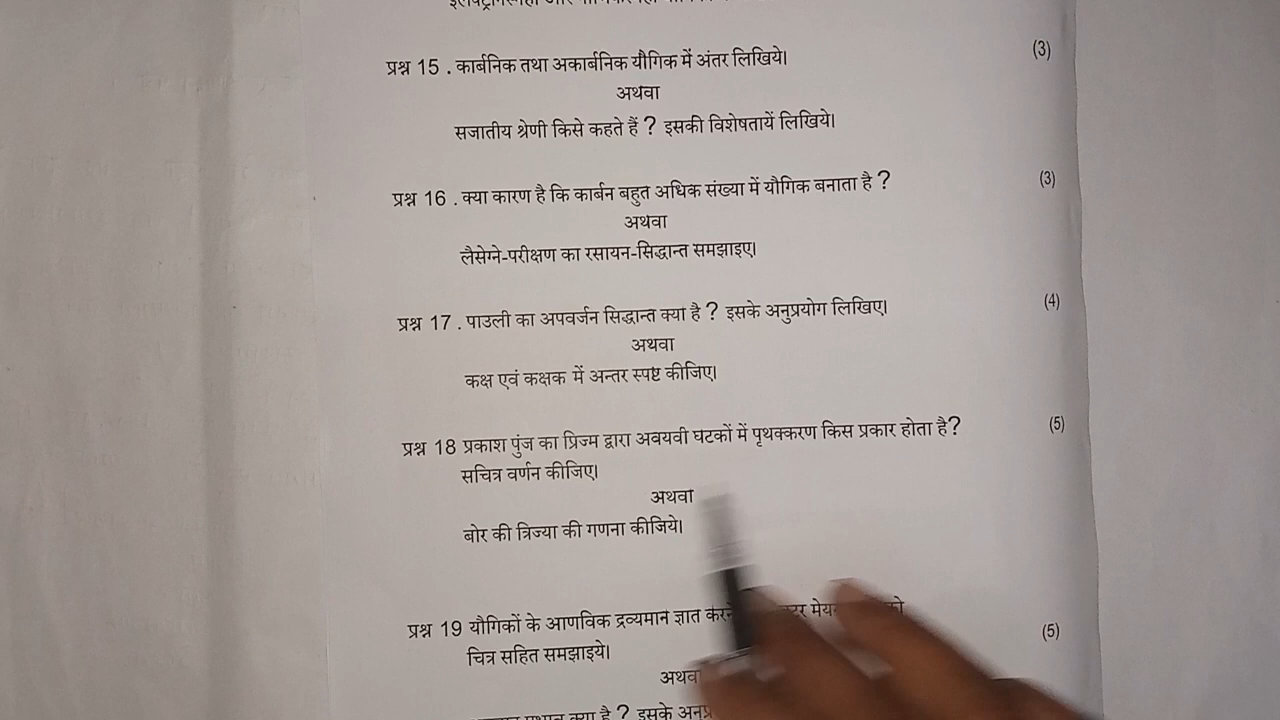 प्रश्न 15 . कार्बनिक तथा अकार्बनिक यौगिक में अंतर लिखिये। (3)
अथवा
सजातीय श्रेणी किसे कहते हैं ? इसकी विशेषतायें लिखिये।
प्रश्न 16 . क्या कारण है कि कार्बन बहुत अधिक संख्या में यौगिक बनाता है ? (3)
अथवा
लैसेग्ने-परीक्षण का रसायन-सिद्धान्त समझाइए।
प्रश्न 17 . पाउली का अपवर्जन सिद्धान्त क्या है ? इसके अनुप्रयोग लिखिए। (4)
अथवा
कक्ष एवं कक्षक में अन्तर स्पष्ट कीजिए।
प्रश्न 18 प्रकाश पुंज का प्रिज्म द्वारा अवयवी घटकों में पृथक्करण किस प्रकार होता है? (5)
सचित्र वर्णन कीजिए।
अथवा
बोर की त्रिज्या की गणना कीजिये।
प्रश्न 19 यौगिकों के आणविक द्रव्यमान ज्ञात (5)
चित्र सहित समझाइये।
क्या है ? इसके